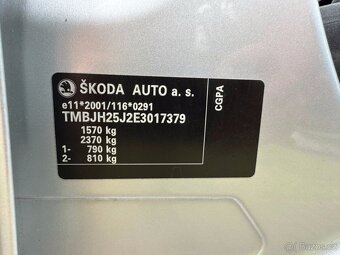 ŠKODA AUTO a. s.
e11*2001/116*0291
TMBJH25J2E3017379
1570 kg
2370 kg
1- 790 kg
2- 810 kg
CGPA